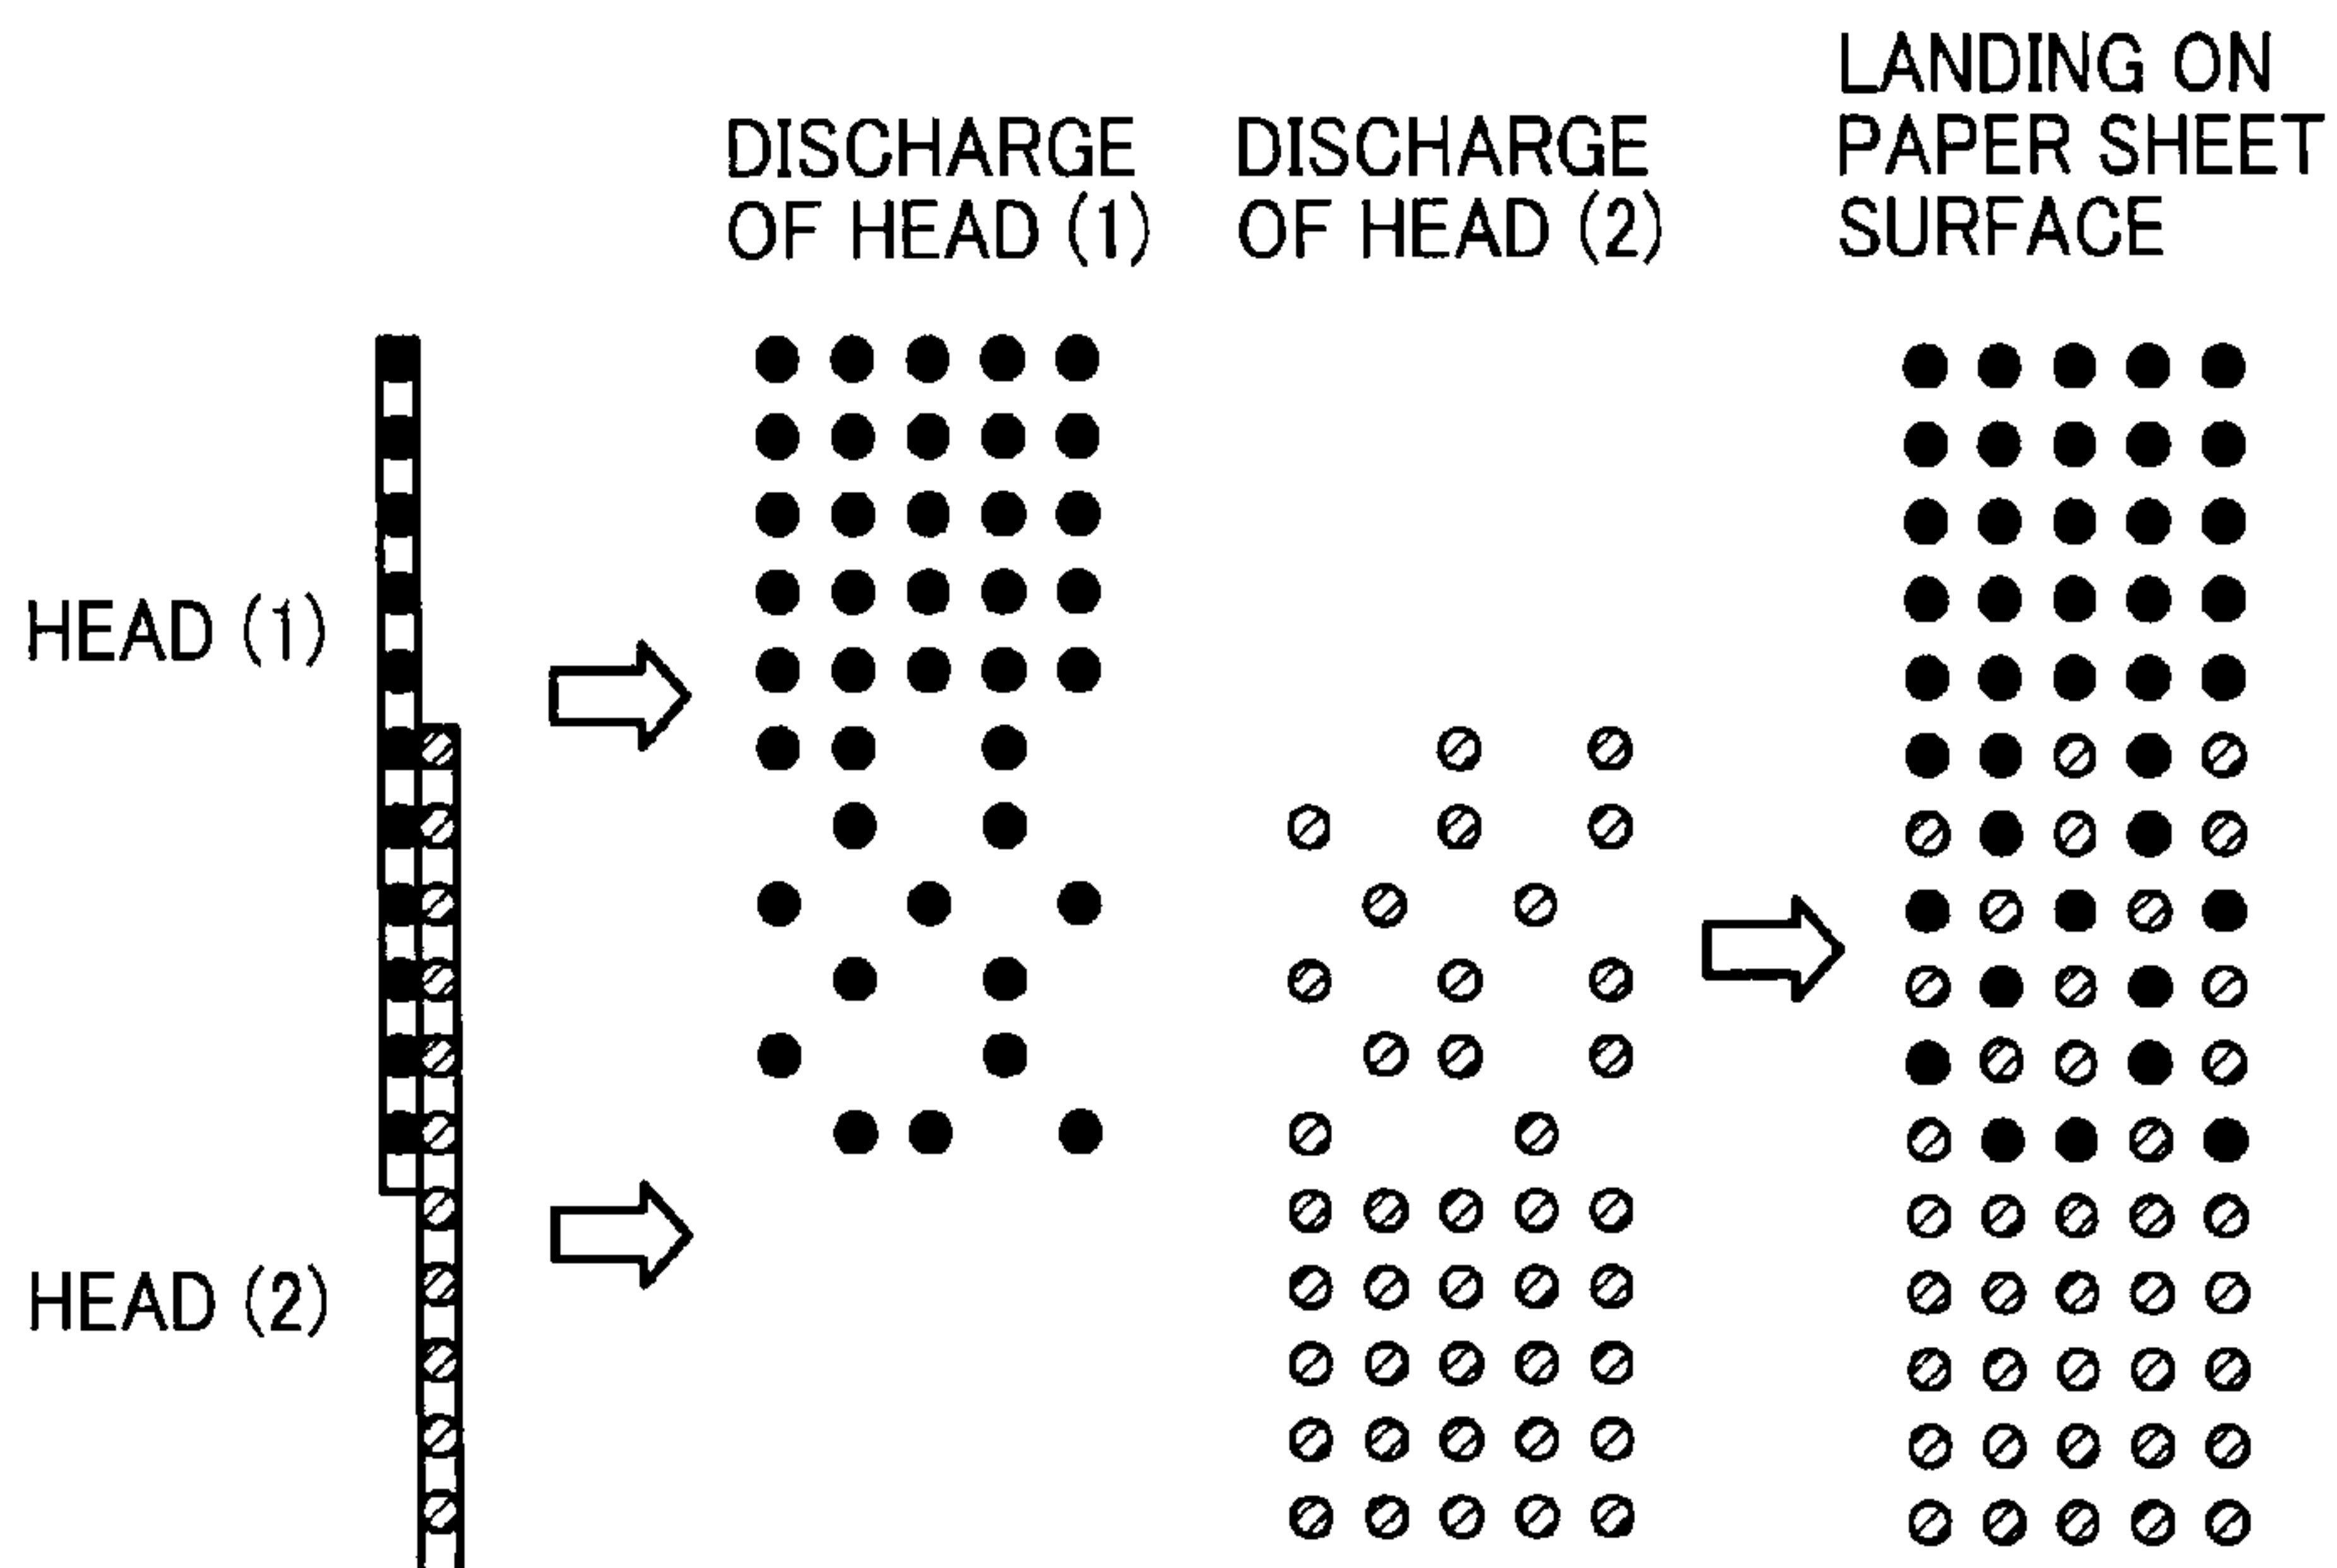 LANDING ON
PAPER SHEET
SURFACE
DISCHARGE
OF HEAD (1)
DISCHARGE
OF HEAD (2)
HEAD (1)
HEAD (2)